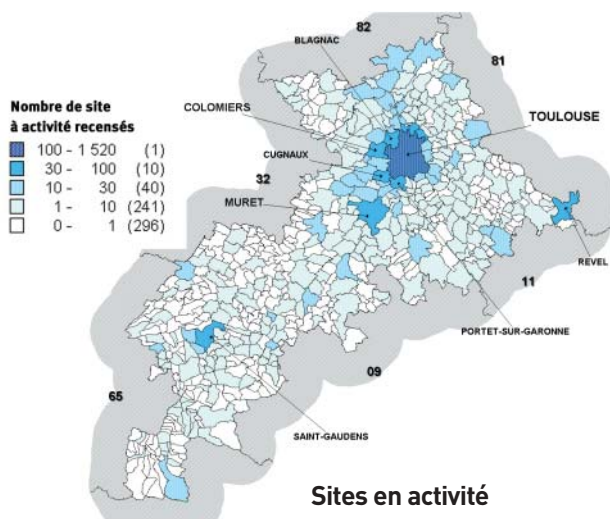 82
BLAGNAC
81
Nombre de site
à activité recensés
COLOMIERS
TOULOUSE
100 - 1 520 (1)
30 - 100 (10)
10 - 30 (40)
1 - 10 (241)
0 - 1 (296)
CUGNAUX
32
MURET
REVEL
11
PORTET-SUR-GARONNE
09
65
SAINT-GAUDENS
Sites en activité